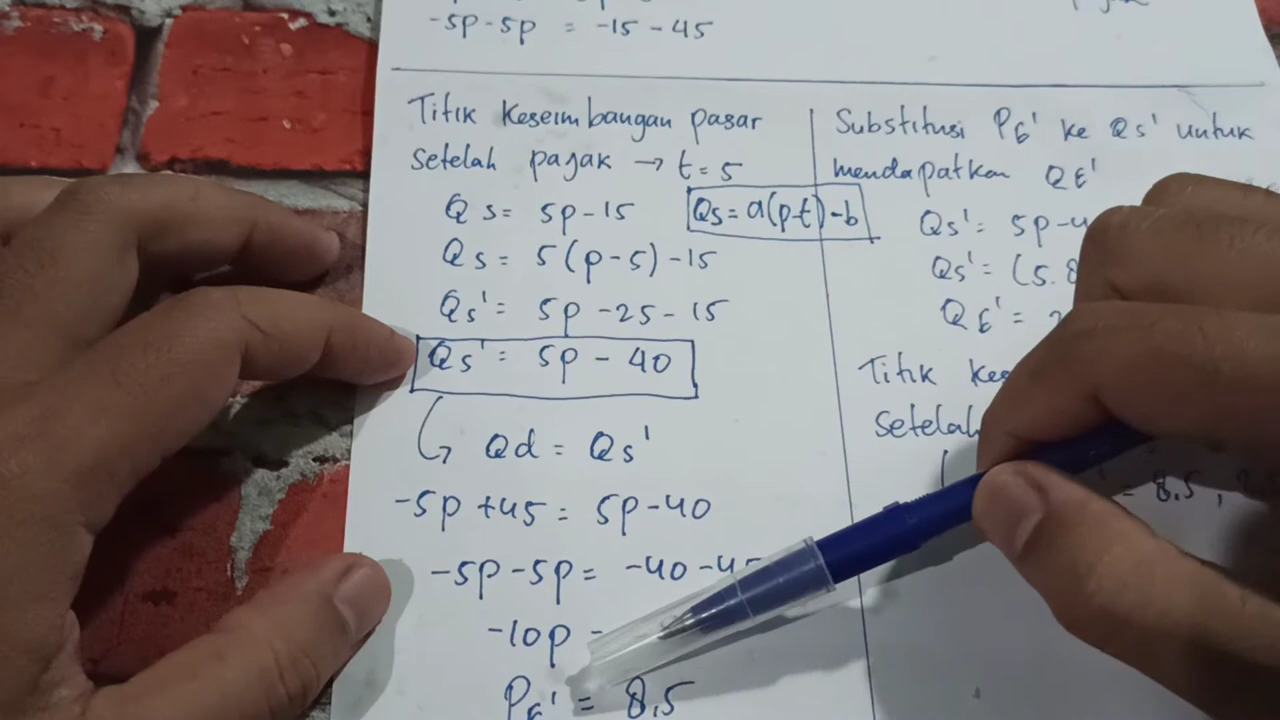 -5p-5p = -15-45
Titik Keseimbangan pasar
setelah pajak → t = 5
Qs = 5p-15
Qs = a(p-t)-b
Qs = 5(p-5)-15
Qs' = 5p-25-15
Qs' = 5p - 40
Qd = Qs'
-5p+45 = 5p-40
-5p-5p = -40-45
-10p =
PE' = 8,5
Substitusi PE' ke Qs' untuk
mendapatkan QE'
Qs' = 5p-4
Qs' = (5.8
QE' =
Titik
setelah
= 8.5,